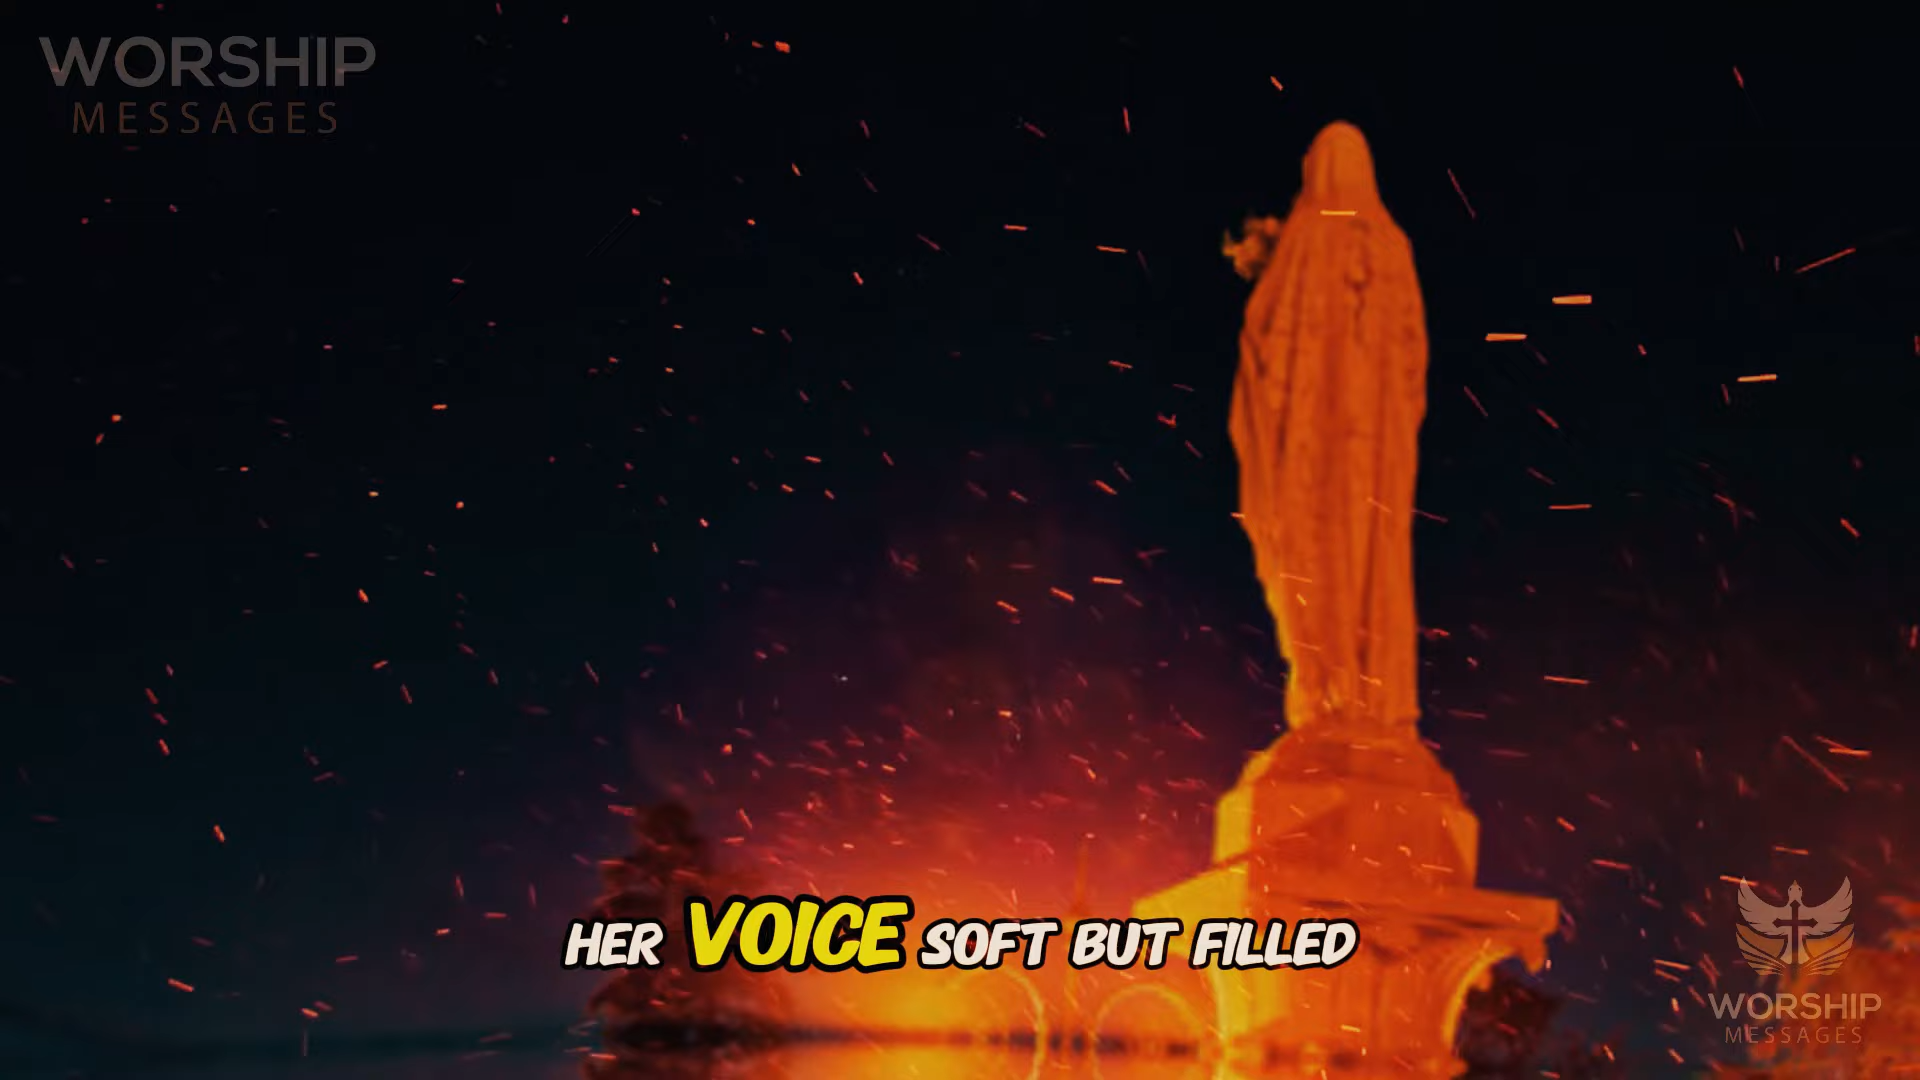 WORSHIP
MESSAGES
HER VOICE SOFT BUT FILLED
WORSHIP
MESSAGES